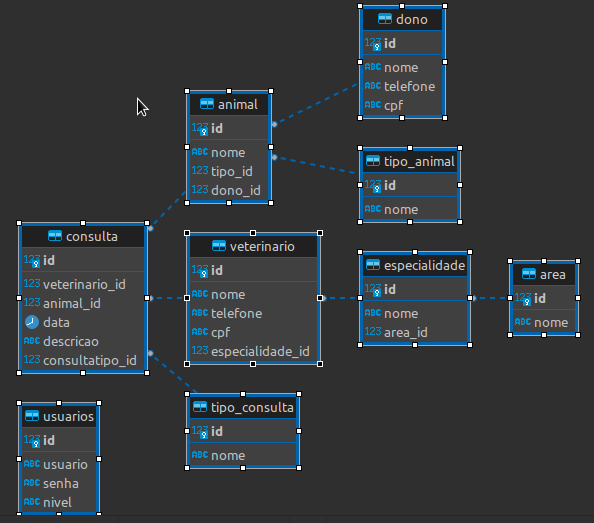 dono
123 id
ABC nome
ABC telefone
ABC cpf
animal
123 id
ABC nome
123 tipo_id
123 dono_id
tipo_animal
123 id
ABC nome
consulta
123 id
123 veterinario_id
123 animal_id
data
ABC descricao
123 consultatipo_id
veterinario
123 id
ABC nome
ABC telefone
ABC cpf
ABC especialidade_id
especialidade
123 id
ABC nome
123 area_id
area
123 id
ABC nome
tipo_consulta
123 id
ABC nome
usuarios
123 id
ABC usuario
ABC senha
ABC nivel